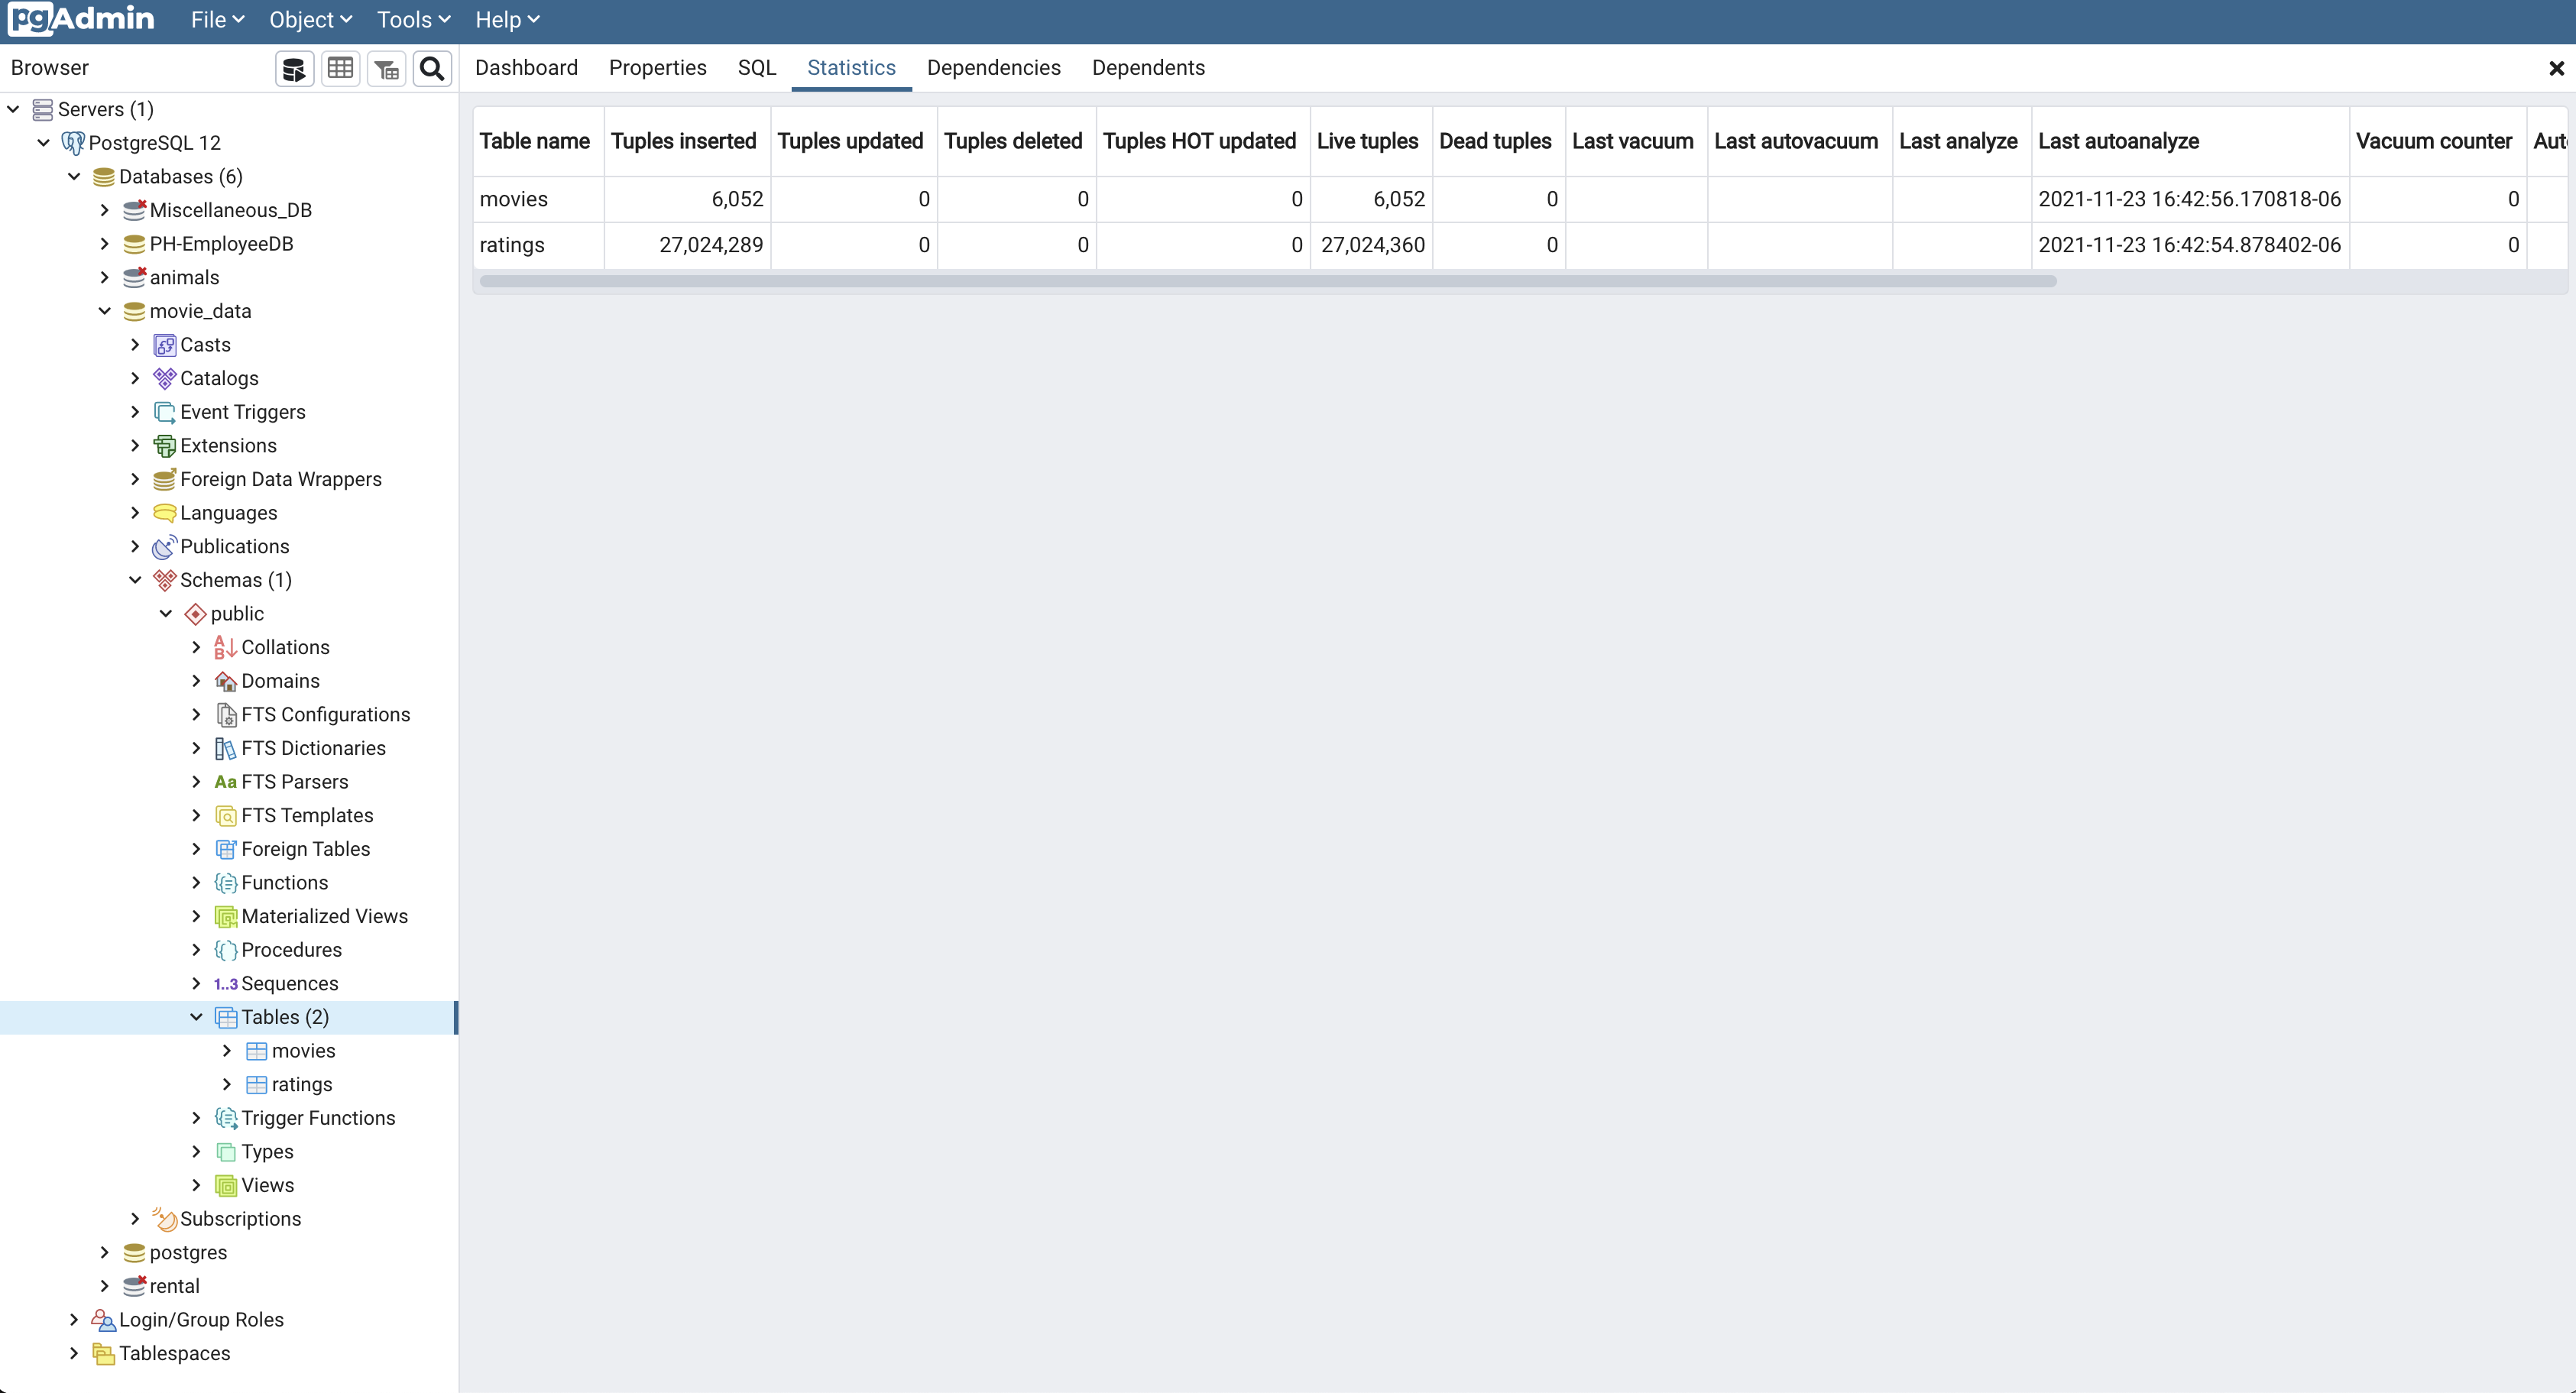 pgAdmin File Object Tools Help
Browser
Dashboard Properties SQL Statistics Dependencies Dependents
Servers (1)
PostgreSQL 12
Databases (6)
Miscellaneous_DB
PH-EmployeeDB
animals
movie_data
Casts
Catalogs
Event Triggers
Extensions
Foreign Data Wrappers
Languages
Publications
Schemas (1)
public
Collations
Domains
FTS Configurations
FTS Dictionaries
Aa FTS Parsers
FTS Templates
Foreign Tables
Functions
Materialized Views
Procedures
1..3 Sequences
Tables (2)
movies
ratings
Trigger Functions
Types
Views
Subscriptions
postgres
rental
Login/Group Roles
Tablespaces
Table name Tuples inserted Tuples updated Tuples deleted Tuples HOT updated Live tuples Dead tuples Last vacuum Last autovacuum Last analyze Last autoanalyze Vacuum counter Aut
movies 6,052 0 0 0 6,052 0 2021-11-23 16:42:56.170818-06 0
ratings 27,024,289 0 0 0 27,024,360 0 2021-11-23 16:42:54.878402-06 0